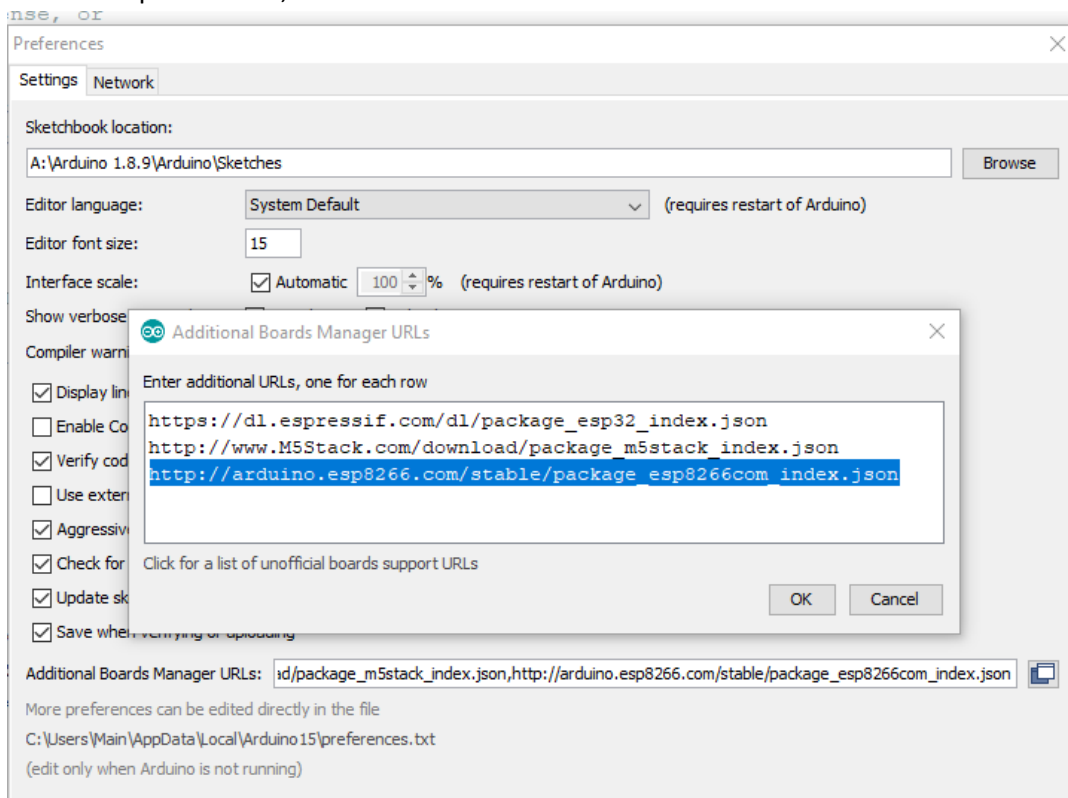 nse, or
Preferences
Settings Network
Sketchbook location:
A:\Arduino 1.8.9\Arduino\Sketches Browse
Editor language: System Default (requires restart of Arduino)
Editor font size: 15
Interface scale: Automatic 100 % (requires restart of Arduino)
Show verbose
Additional Boards Manager URLs
Compiler warni
Enter additional URLs, one for each row
Display lin
https://dl.espressif.com/dl/package_esp32_index.json
Enable Co
http://www.M5Stack.com/download/package_m5stack_index.json
Verify cod
http://arduino.esp8266.com/stable/package_esp8266com_index.json
Use extern
Aggressive
Check for Click for a list of unofficial boards support URLs
Update sk OK Cancel
Save when verifying or uploading
Additional Boards Manager URLs: ad/package_m5stack_index.json,http://arduino.esp8266.com/stable/package_esp8266com_index.json
More preferences can be edited directly in the file
C:\Users\Main\AppData\Local\Arduino15\preferences.txt
(edit only when Arduino is not running)